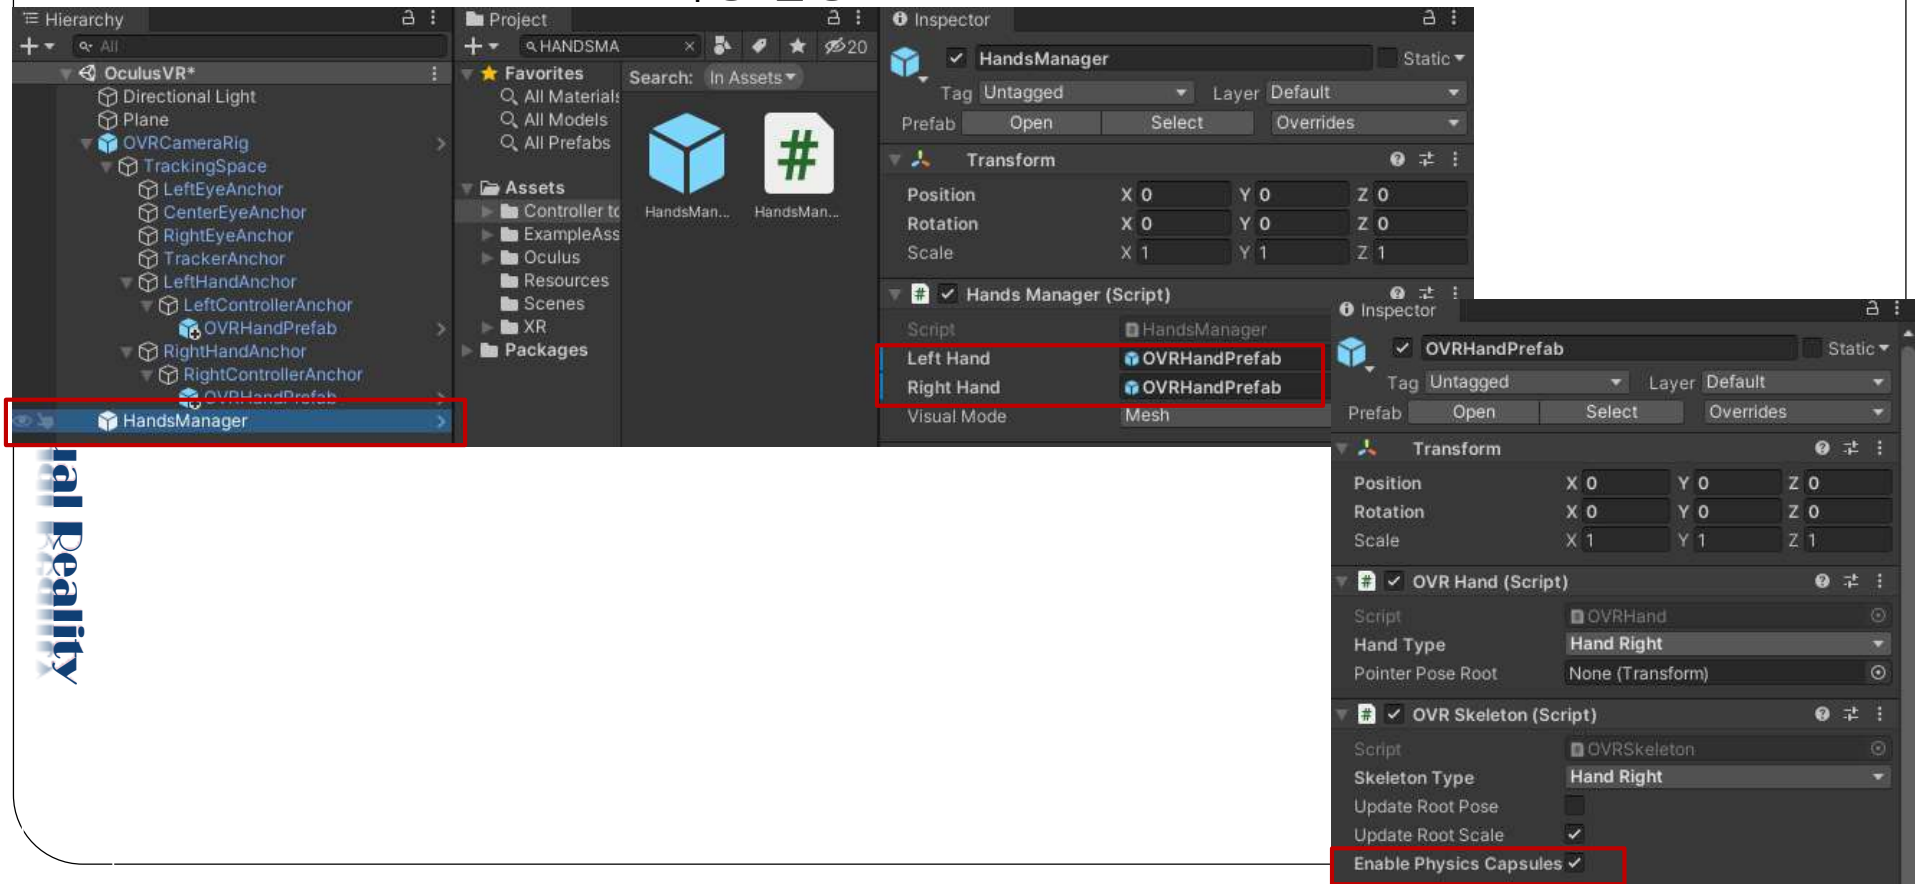 Hierarchy
All
OculusVR*
Directional Light
Plane
OVRCameraRig
TrackingSpace
LeftEyeAnchor
CenterEyeAnchor
RightEyeAnchor
TrackerAnchor
LeftHandAnchor
LeftControllerAnchor
OVRHandPrefab
RightHandAnchor
RightControllerAnchor
OVRHandPrefab
HandsManager
Project
HANDSMA
20
Favorites
All Materials
All Models
All Prefabs
Assets
Controller to
ExampleAss
Oculus
Resources
Scenes
XR
Packages
Search: In Assets
HandsMan... HandsMan...
Inspector
HandsManager Static
Tag Untagged Layer Default
Prefab Open Select Overrides
Transform
Position X 0 Y 0 Z 0
Rotation X 0 Y 0 Z 0
Scale X 1 Y 1 Z 1
# Hands Manager (Script)
Script HandsManager
Left Hand OVRHandPrefab
Right Hand OVRHandPrefab
Visual Mode Mesh
Inspector
OVRHandPrefab Static
Tag Untagged Layer Default
Prefab Open Select Overrides
Transform
Position X 0 Y 0 Z 0
Rotation X 0 Y 0 Z 0
Scale X 1 Y 1 Z 1
# OVR Hand (Script)
Script OVRHand
Hand Type Hand Right
Pointer Pose Root None (Transform)
# OVR Skeleton (Script)
Script OVRSkeleton
Skeleton Type Hand Right
Update Root Pose
Update Root Scale
Enable Physics Capsules
ual Reality